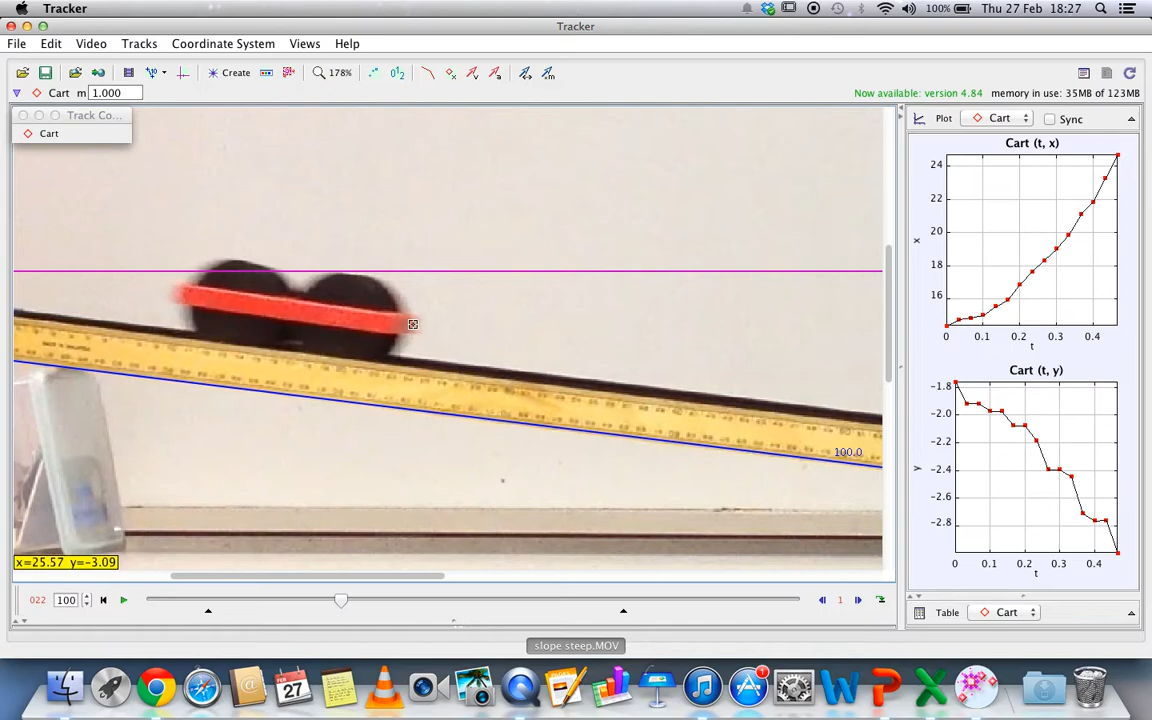 Tracker
100%
Thu 27 Feb 18:27
Tracker
File Edit Video Tracks Coordinate System Views Help
Create
178%
Cart m 1.000
Now available: version 4.84 memory in use: 35MB of 123MB
Track Co...
Cart
Plot Cart Sync
Cart (t, x)
24
22
20
18
16
x
0 0.1 0.2 0.3 0.4
t
Cart (t, y)
-1.8
-2.0
-2.2
-2.4
-2.6
-2.8
y
0 0.1 0.2 0.3 0.4
t
100.0
x=25.57 y=-3.09
022 100
1
Table Cart
slope steep.MOV
FEB
27
1